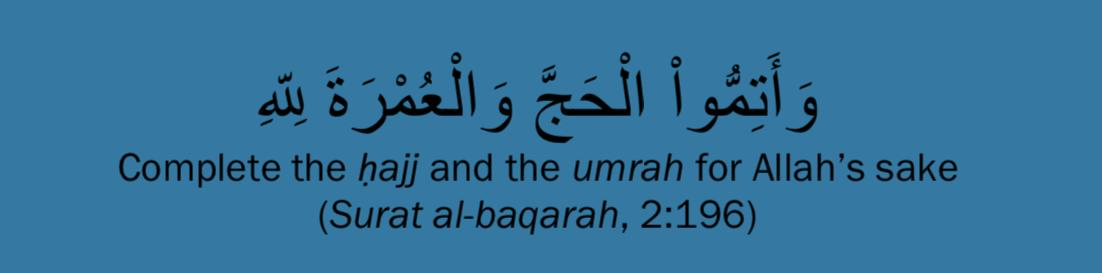 وَأَتِمُّواْ الْحَجَّ وَالْعُمْرَةَ لِلّهِ
Complete the ḥajj and the umrah for Allah’s sake
(Surat al-baqarah, 2:196)